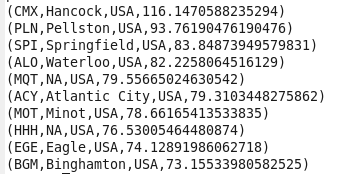 (CMX,Hancock,USA,116.1470588235294)
(PLN,Pellston,USA,93.76190476190476)
(SPI,Springfield,USA,83.84873949579831)
(ALO,Waterloo,USA,82.2258064516129)
(MQT,NA,USA,79.55665024630542)
(ACY,Atlantic City,USA,79.3103448275862)
(MOT,Minot,USA,78.66165413533835)
(HHH,NA,USA,76.53005464480874)
(EGE,Eagle,USA,74.12891986062718)
(BGM,Binghamton,USA,73.15533980582525)